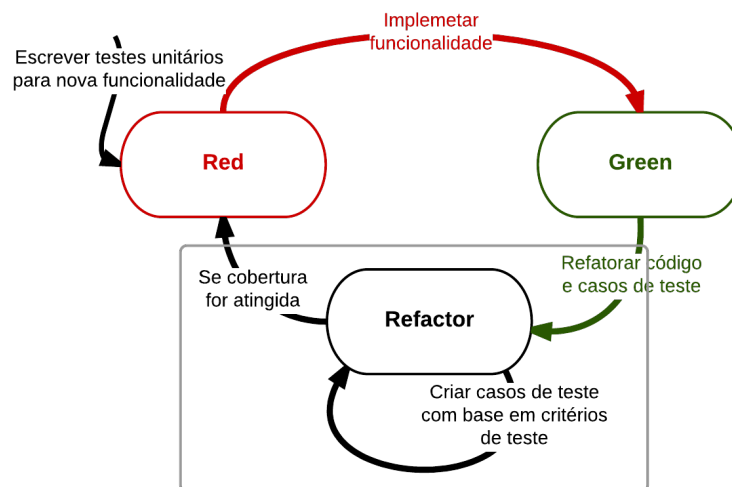 Implemetar
funcionalidade
Escrever testes unitários
para nova funcionalidade
Red
Green
Se cobertura
for atingida
Refatorar código
e casos de teste
Refactor
Criar casos de teste
com base em critérios
de teste